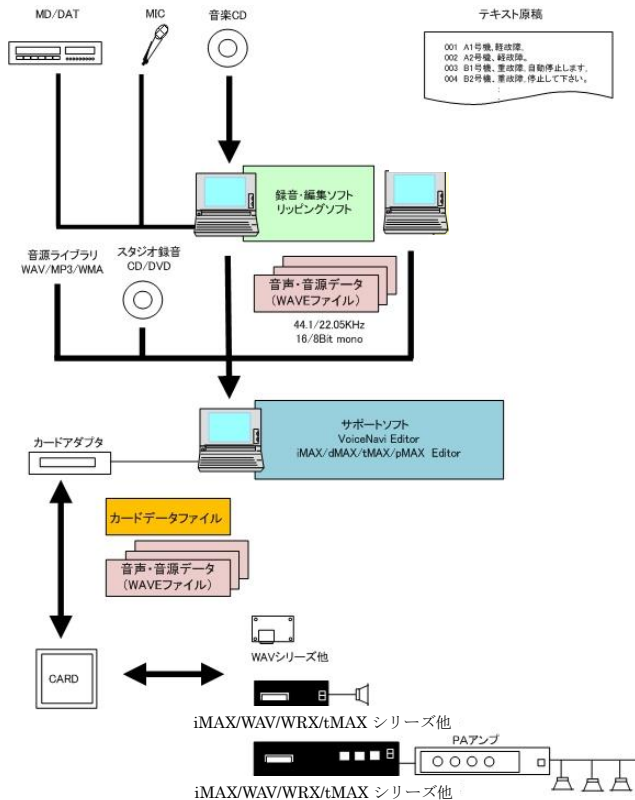 MD/DAT
MIC
音楽CD
テキスト原稿
001 A1号機、軽故障。
002 A2号機、軽故障。
003 B1号機、重故障、自動停止します。
004 B2号機、重故障、停止して下さい。
:
録音・編集ソフト
リッピングソフト
音源ライブラリ
WAV/MP3/WMA
スタジオ録音
CD/DVD
音声・音源データ
(WAVEファイル)
44.1/22.05KHz
16/8Bit mono
サポートソフト
VoiceNavi Editor
iMAX/dMAX/tMAX/pMAX Editor
カードアダプタ
カードデータファイル
音声・音源データ
(WAVEファイル)
CARD
WAVシリーズ他
iMAX/WAV/WRX/tMAX シリーズ他
PAアンプ
iMAX/WAV/WRX/tMAX シリーズ他